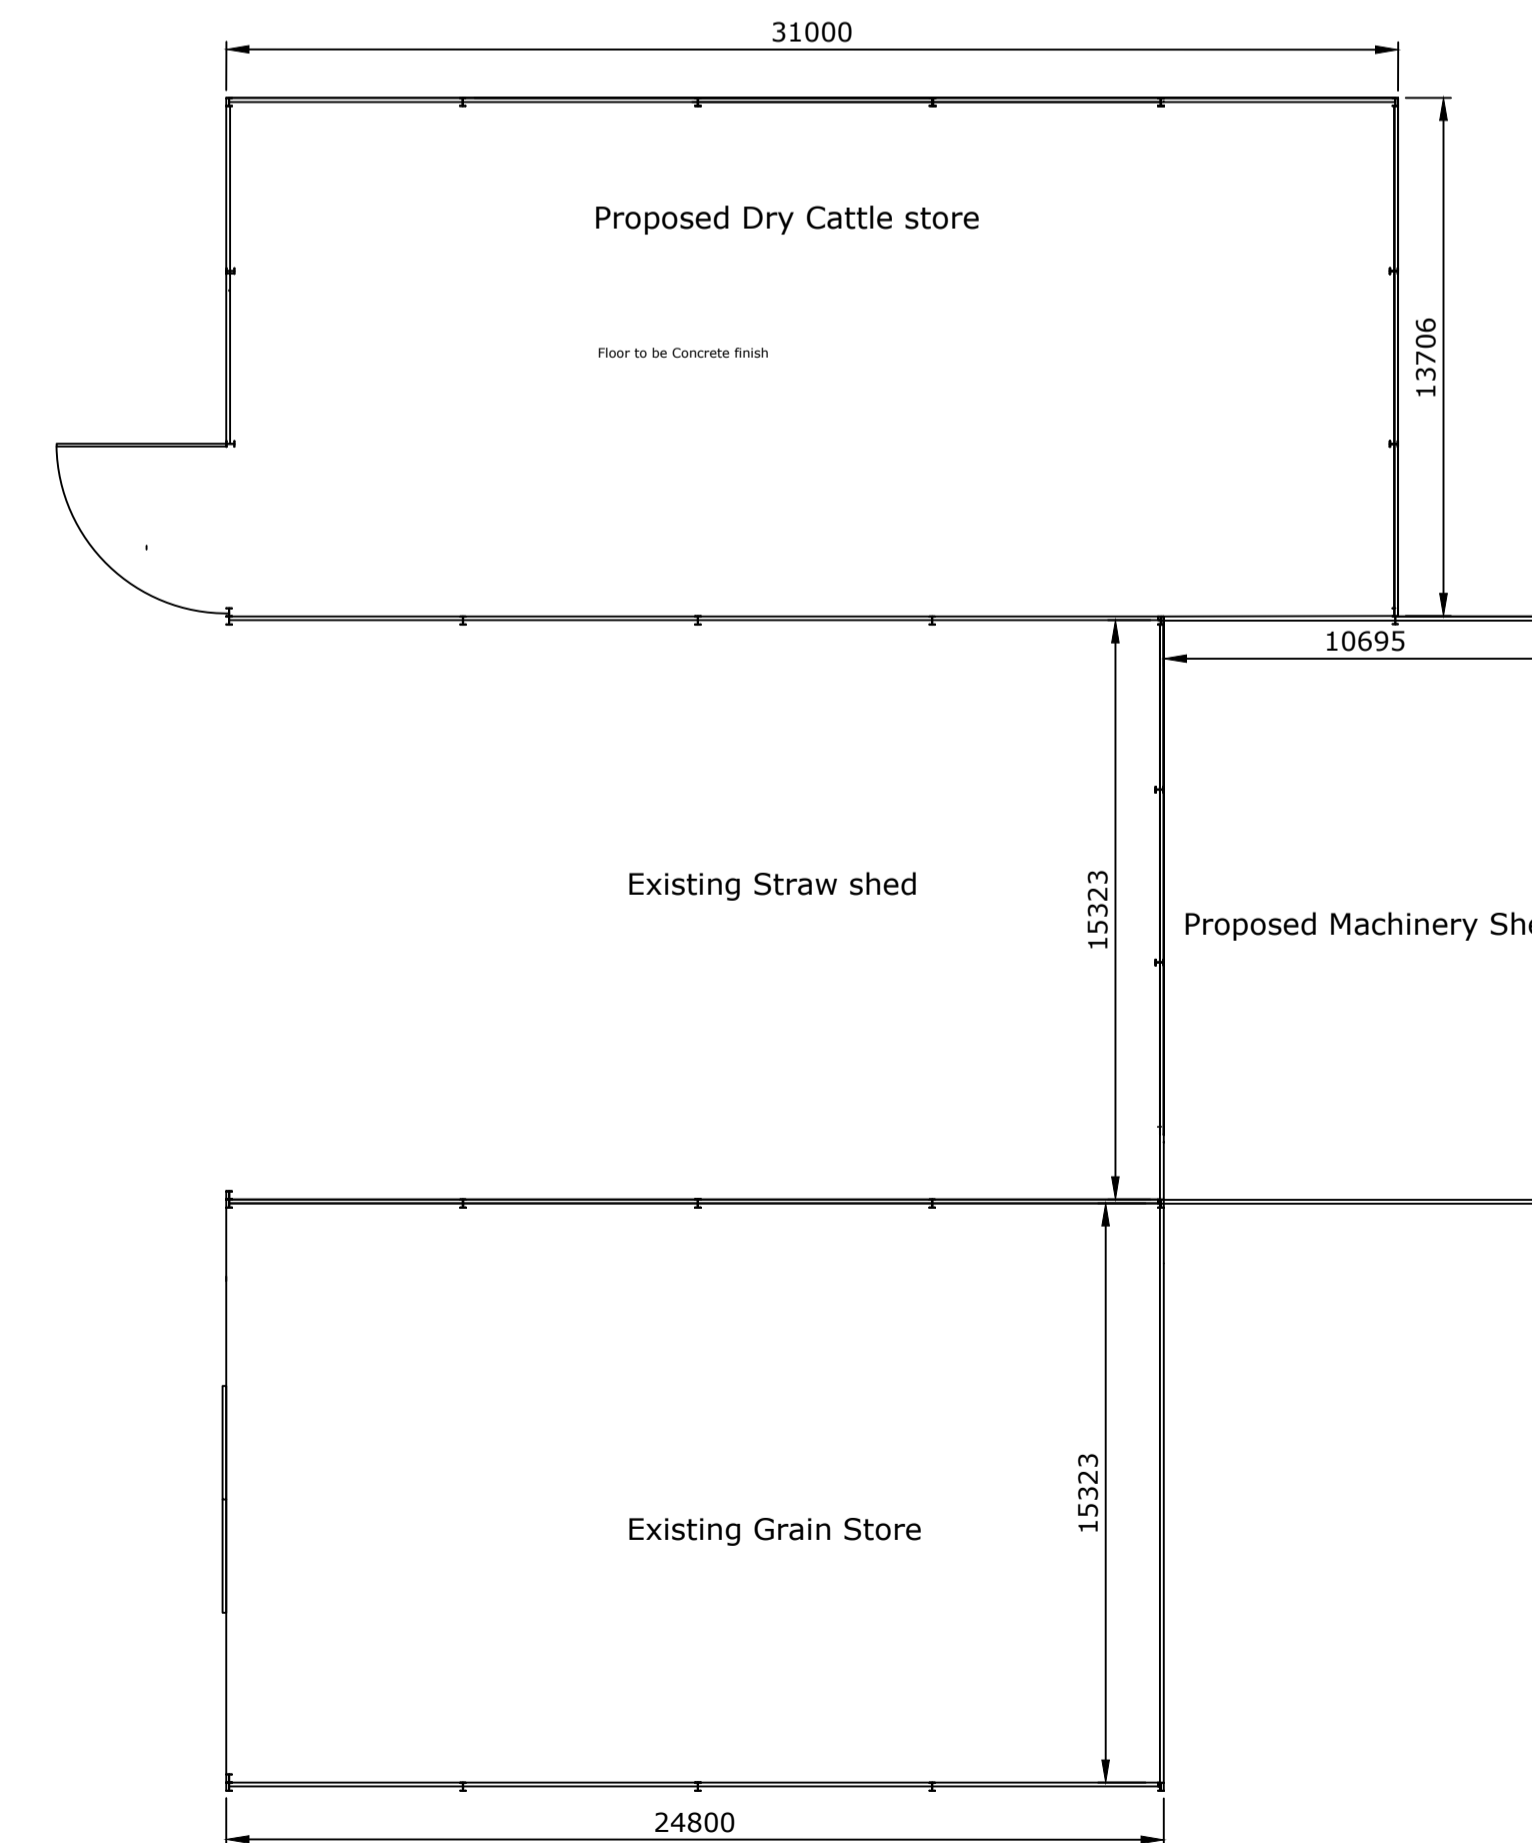 31000
Proposed Dry Cattle store
13706
Floor to be Concrete finish
10695
Existing Straw shed
15323
Proposed Machinery
15323
Existing Grain Store
24800